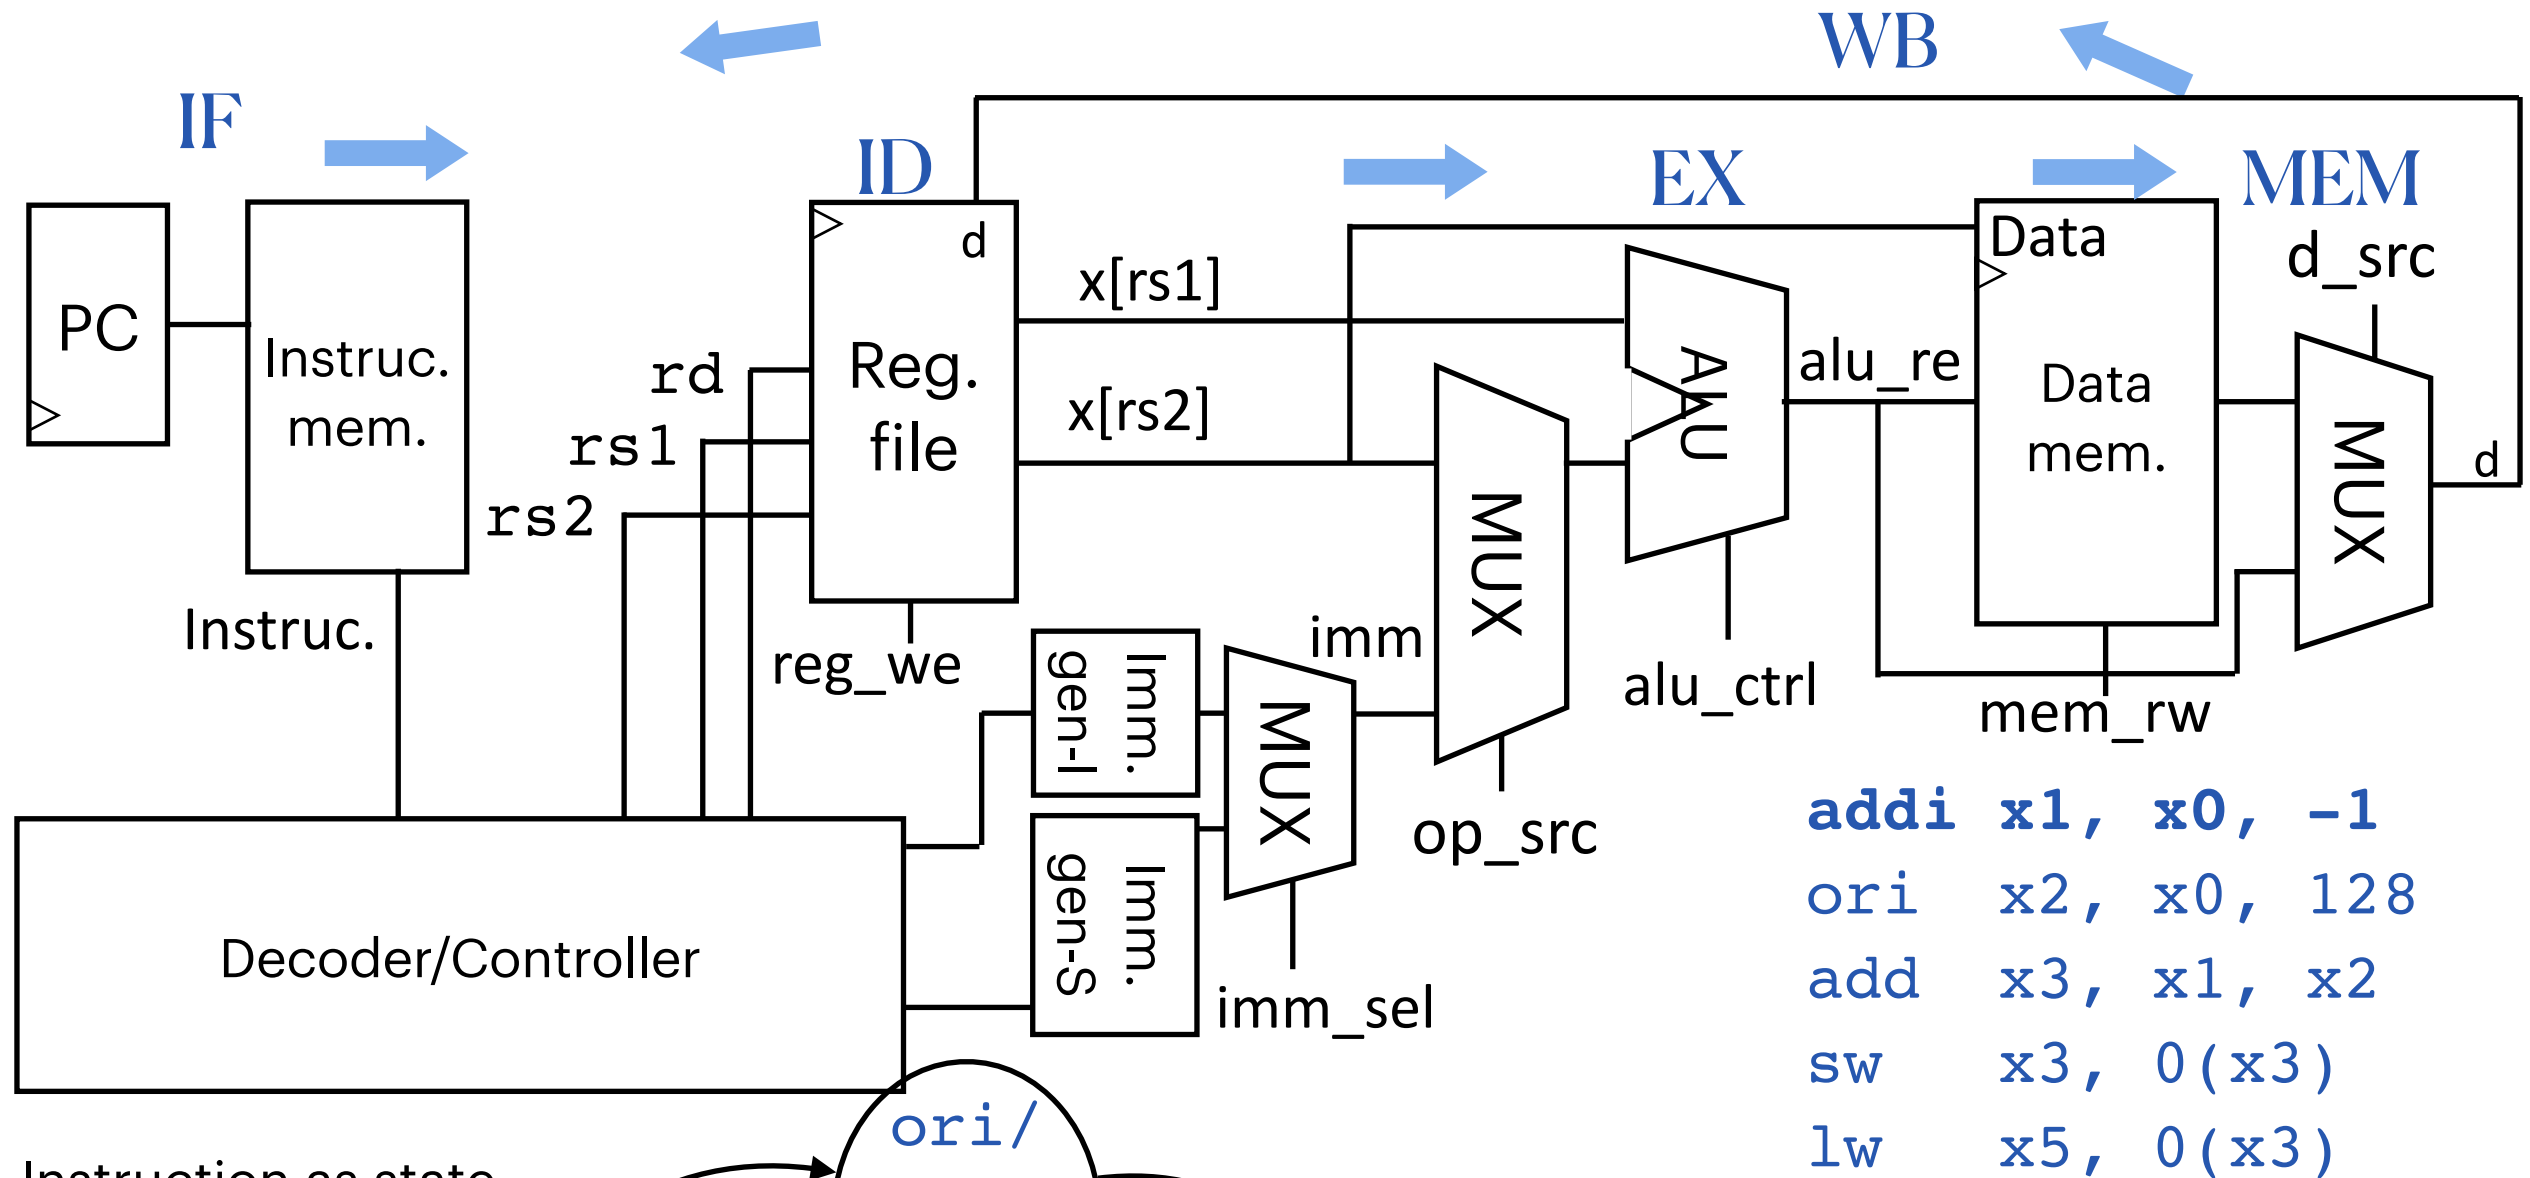 WB
IF
ID
EX
MEM
d
Data
d_src
x[rs1]
PC
Instruc.
mem.
rd
Reg.
file
alu_re
ALU
Data
mem.
x[rs2]
rs1
MUX
d
rs2
MUX
Instruc.
reg_we
Imm.
gen-I
imm
alu_ctrl
mem_rw
MUX
op_src
Imm.
gen-S
imm_sel
Decoder/Controller
addi x1, x0, -1
ori x2, x0, 128
add x3, x1, x2
sw x3, 0(x3)
lw x5, 0(x3)
ori/
Instruction as state